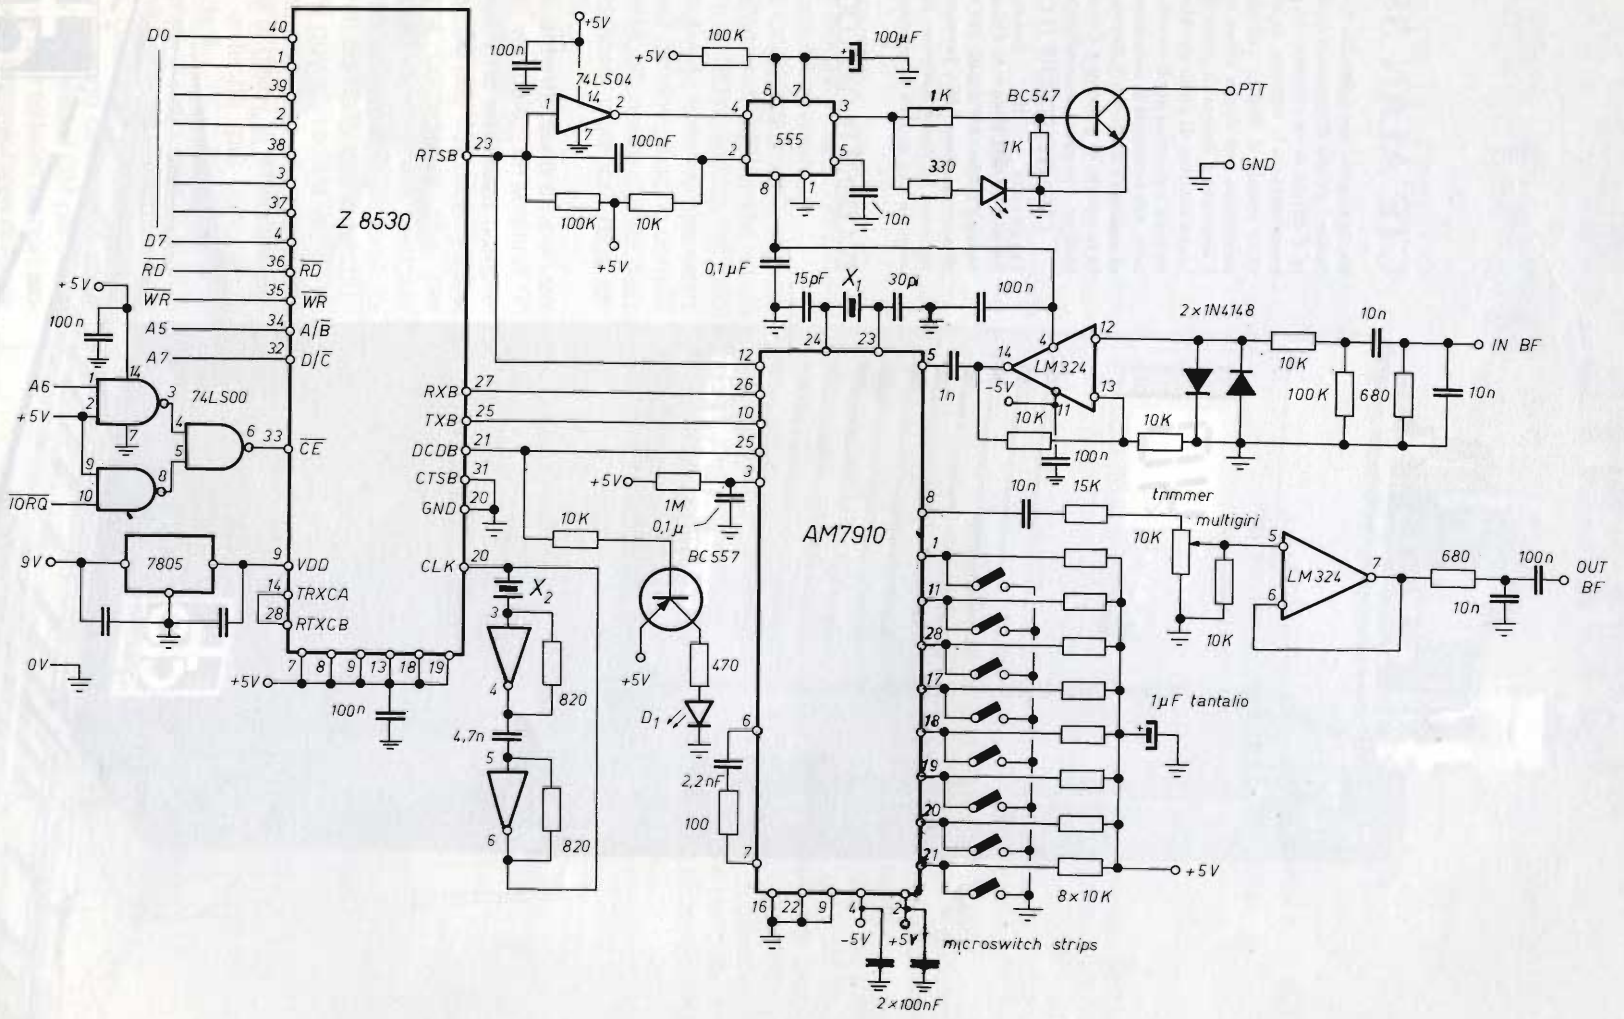 D0
40
1
39
2
38
3
37
D7
4
RD
36
RD
WR
35
WR
A5
34
A/B
A7
32
D/C
Z 8530
+5V
100n
A6
1
+5V
2
14
3
7
74LS00
4
5
6
33
CE
9
8
IORQ
10
9V
7805
9
VDD
14
TRXCA
28
RTXCB
0V
+5V
7
8
9
13
18
19
100n
RTSB
23
RXB
27
TXB
25
DCDB
21
CTSB
31
GND
20
CLK
20
X2
3
4
820
4,7n
5
6
820
+5V
100n
74LS04
1
14
2
7
100nF
100K
10K
+5V
+5V
100K
100µF
6
7
4
3
555
2
5
8
1
10n
1K
BC547
1K
330
PTT
GND
0,1µF
15pF
X1
30pi
100n
24
23
12
26
10
25
3
+5V
1M
0,1µ
10K
BC557
+5V
470
D1
6
2,2nF
100
7
AM7910
16
22
9
4
2
-5V
+5V
2×100nF
5
1n
14
LM324
4
12
13
11
-5V
10K
10K
100n
2×1N4148
10K
10n
100K
680
10n
IN BF
8
10n
15K
trimmer
multigiri
10K
10K
5
LM324
7
6
680
100n
10n
OUT
BF
1
11
28
17
18
19
20
21
1µF tantalio
+5V
8×10K
microswitch strips